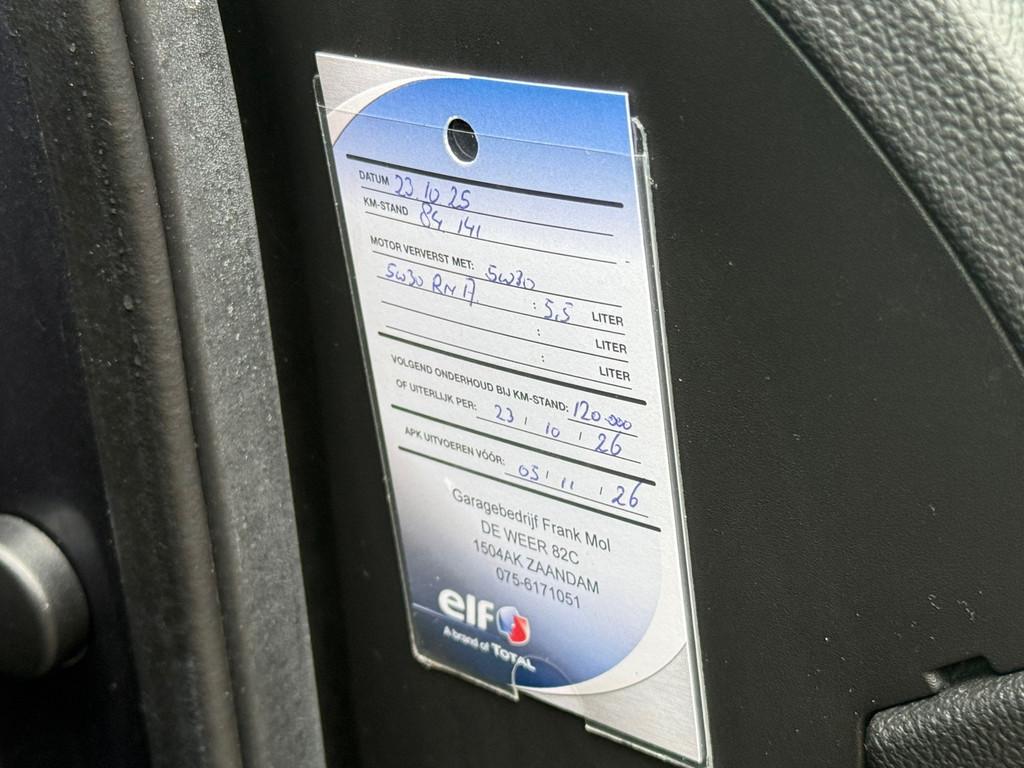 DATUM 23.10 25
KM-STAND 84 141
MOTOR VERVERST MET: 5W30
5W30 RN17 : 5,5 LITER
: LITER
: LITER
VOLGEND ONDERHOUD BIJ KM-STAND: 120.000
OF UITERLIJK PER: 23 / 10 / 26
APK UITVOEREN VÓÓR: 05 / 11 / 26
Garagebedrijf Frank Mol
DE WEER 82C
1504AK ZAANDAM
075-6171051
elf
A brand of TOTAL